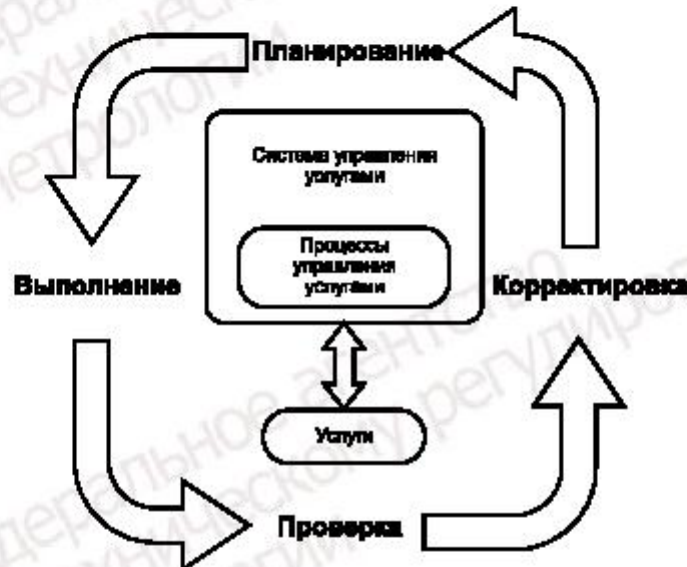 Планирование
Система управления
услугами
Процессы
управления
услугами
Выполнение
Корректировка
Услуги
Проверка